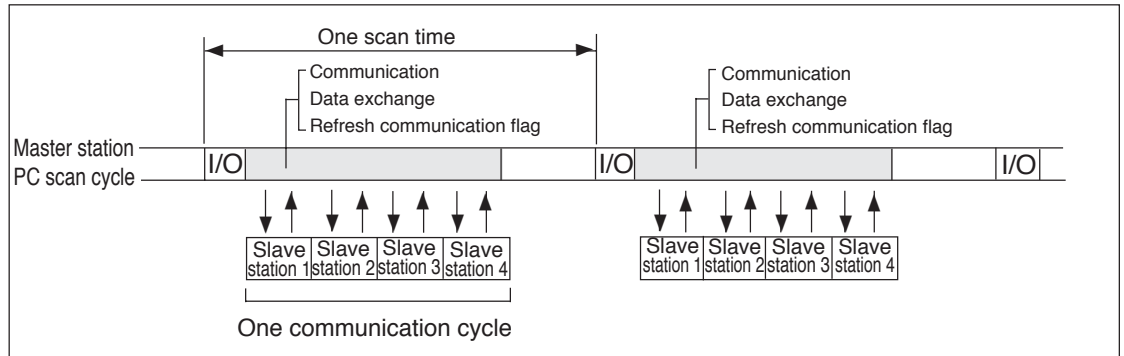 One scan time
Communication
Data exchange
Refresh communication flag
Communication
Data exchange
Refresh communication flag
Master station
PC scan cycle
I/O
I/O
I/O
Slave station 1
Slave station 2
Slave station 3
Slave station 4
Slave station 1
Slave station 2
Slave station 3
Slave station 4
One communication cycle